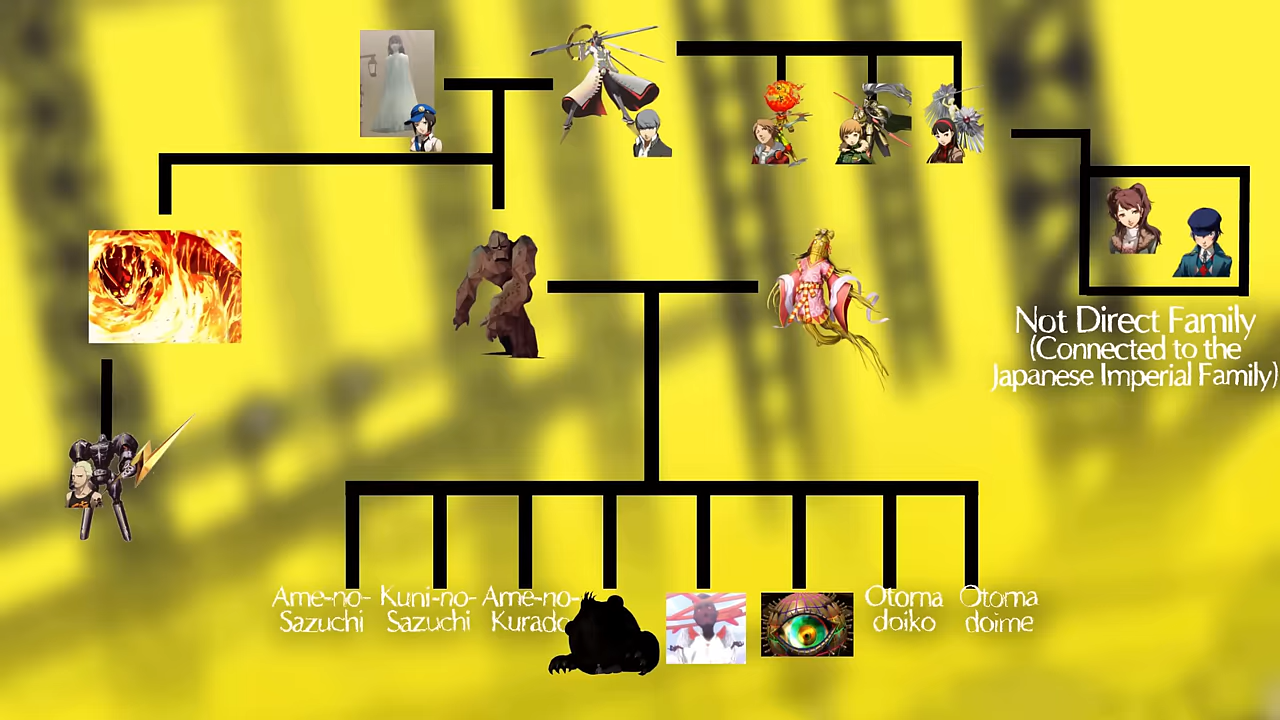 Not Direct Family
(Connected to the
Japanese Imperial Family)
Ame-no-
Sazuchi
Kuni-no-
Sazuchi
Ame-no-
Kurado
Otoma
doiko
Otoma
doime